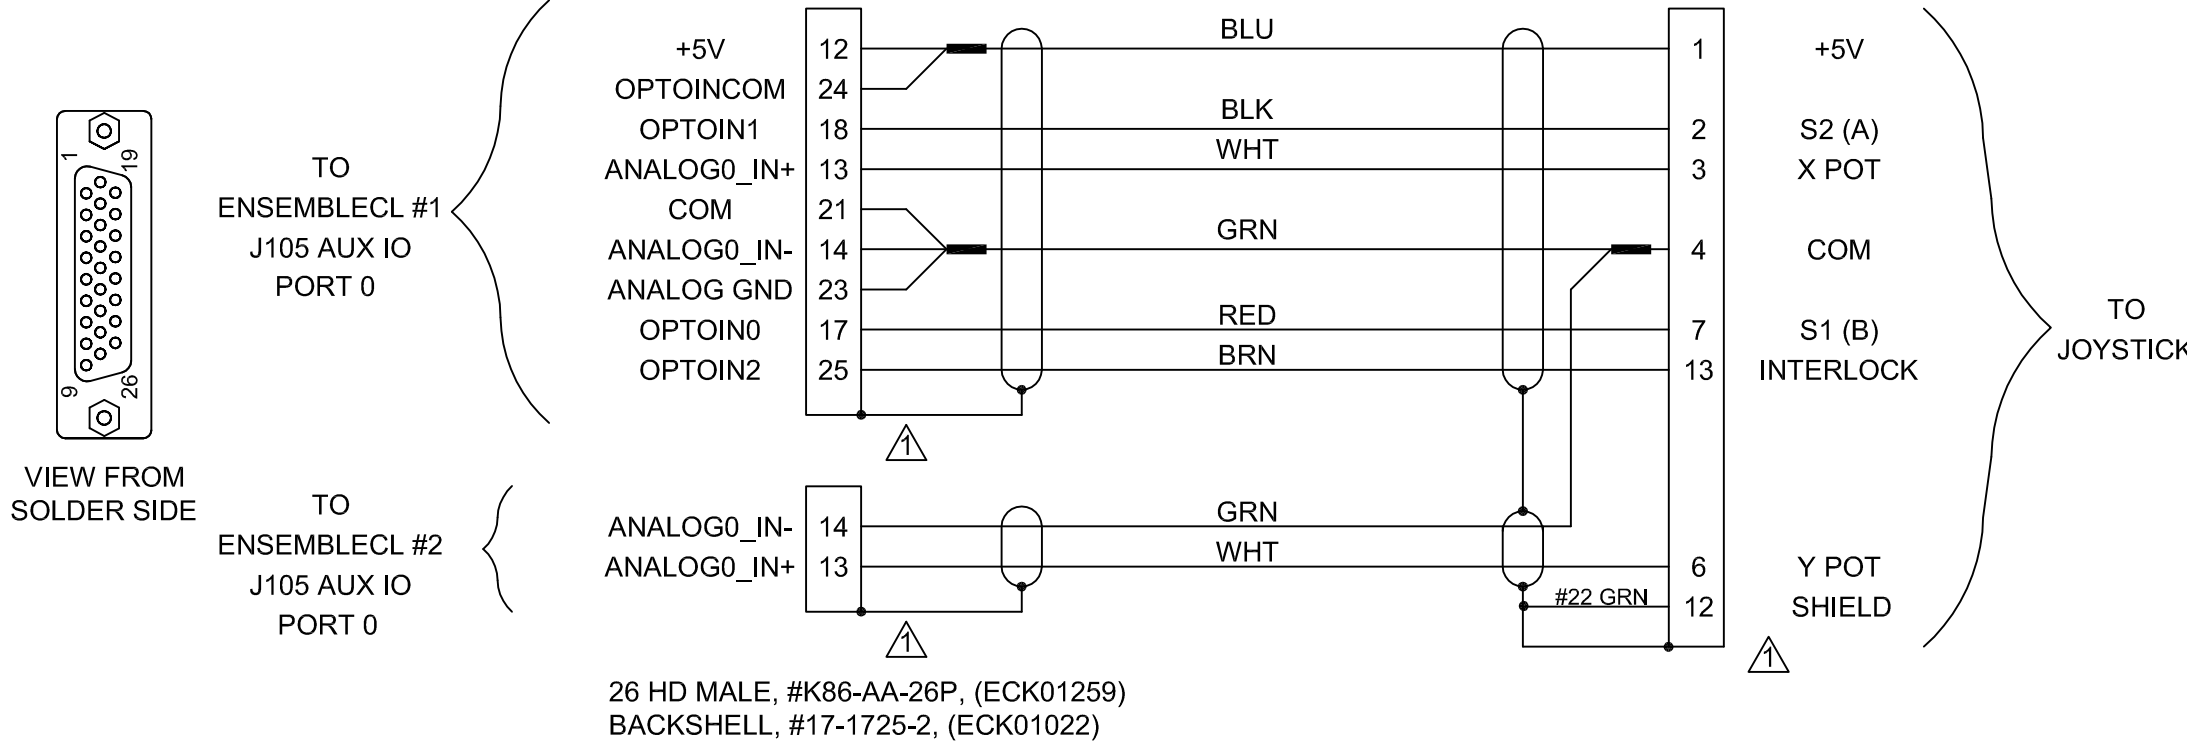 +5V 12 BLU 1 +5V
OPTOINCOM 24
OPTOIN1 18 BLK 2 S2 (A)
ANALOG0_IN+ 13 WHT 3 X POT
COM 21
ANALOG0_IN- 14 GRN 4 COM
ANALOG GND 23
OPTOIN0 17 RED 7 S1 (B)
OPTOIN2 25 BRN 13 INTERLOCK
1
1
19
9
26
VIEW FROM
SOLDER SIDE
TO
ENSEMBLECL #1
J105 AUX IO
PORT 0
TO
JOYSTICK
TO
ENSEMBLECL #2
J105 AUX IO
PORT 0
ANALOG0_IN- 14 GRN
ANALOG0_IN+ 13 WHT 6 Y POT
#22 GRN 12 SHIELD
1
1
26 HD MALE, #K86-AA-26P, (ECK01259)
BACKSHELL, #17-1725-2, (ECK01022)